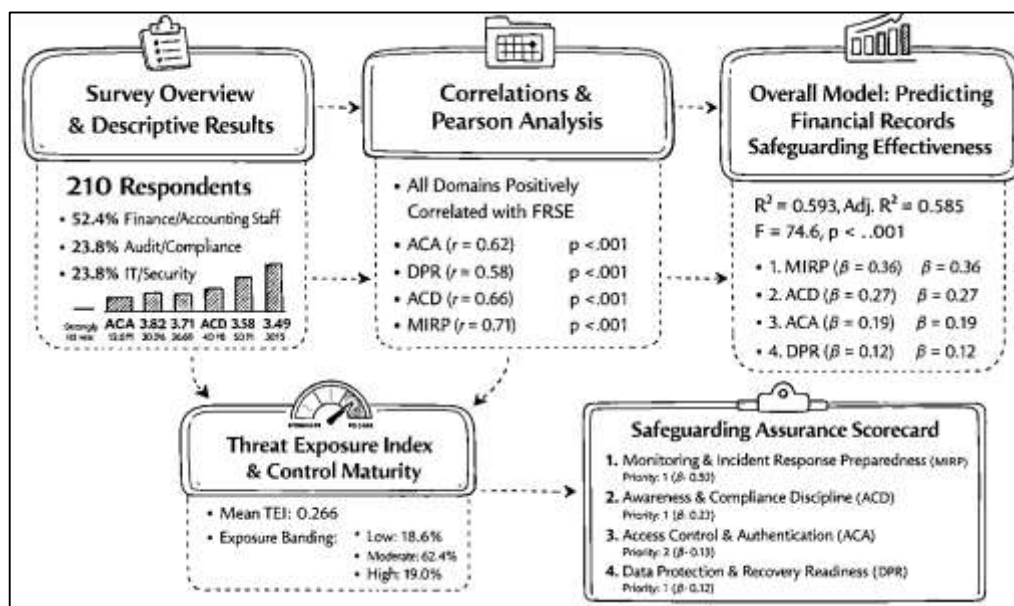 Survey Overview
& Descriptive Results
210 Respondents
• 52.4% Finance/Accounting Staff
• 23.8% Audit/Compliance
• 23.8% IT/Security
ACA 3.82 3.71 ACD 3.58 3.49
Correlations &
Pearson Analysis
• All Domains Positively
Correlated with FRSE
• ACA (r = 0.62) p <.001
• DPR (r = 0.58) p <.001
• ACD (r = 0.66) p <.001
• MIRP (r = 0.71) p <.001
Overall Model: Predicting
Financial Records
Safeguarding Effectiveness
R² = 0.593, Adj. R² = 0.585
F = 74.6, p < ..001
• 1. MIRP (β = 0.36) β = 0.36
• 2. ACD (β = 0.27) β = 0.27
• 3. ACA (β = 0.19) β = 0.19
• 4. DPR (β = 0.12) β = 0.12
Threat Exposure Index
& Control Maturity
• Mean TEI: 0.266
• Exposure Banding:
• Low: 18.6%
• Moderate: 62.4%
• High: 19.0%
Safeguarding Assurance Scorecard
1. Monitoring & Incident Response Preparedness (MIRP)
Priority: 1
2. Awareness & Compliance Discipline (ACD)
Priority: 1
3. Access Control & Authentication (ACA)
Priority:
4. Data Protection & Recovery Readiness (DPR)
Priority: 1